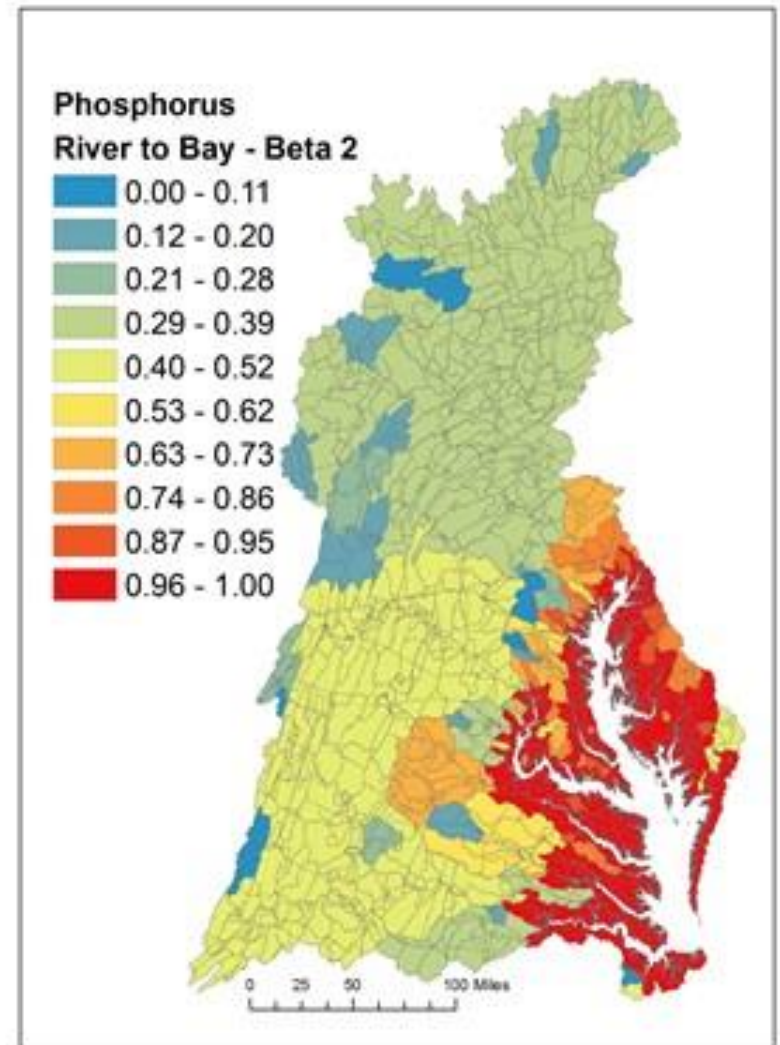 Phosphorus
River to Bay - Beta 2
0.00 - 0.11
0.12 - 0.20
0.21 - 0.28
0.29 - 0.39
0.40 - 0.52
0.53 - 0.62
0.63 - 0.73
0.74 - 0.86
0.87 - 0.95
0.96 - 1.00
0 25 50 100 Miles